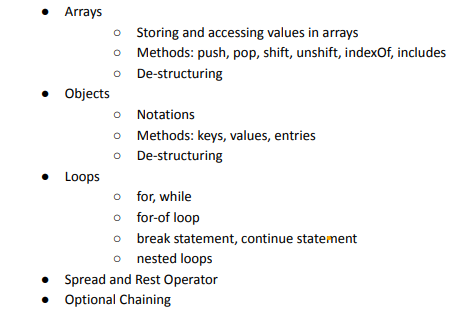 ● Arrays
○ Storing and accessing values in arrays
○ Methods: push, pop, shift, unshift, indexOf, includes
○ De-structuring
● Objects
○ Notations
○ Methods: keys, values, entries
○ De-structuring
● Loops
○ for, while
○ for-of loop
○ break statement, continue statement
○ nested loops
● Spread and Rest Operator
● Optional Chaining